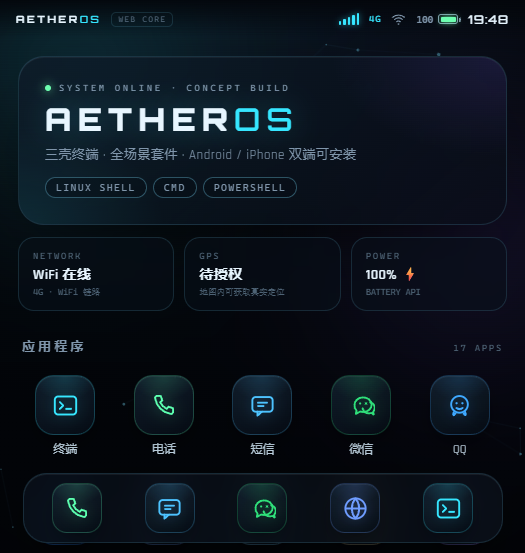 AETHEROS WEB CORE 4G 100 19:48
SYSTEM ONLINE · CONCEPT BUILD
AETHEROS
三壳终端 · 全场景套件 · Android / iPhone 双端可安装
LINUX SHELL CMD POWERSHELL
NETWORK GPS POWER
WiFi 在线 待授权 100%
4G · WiFi 链路 地图内可获取真实定位 BATTERY API
应用程序 17 APPS
终端 电话 短信 微信 QQ